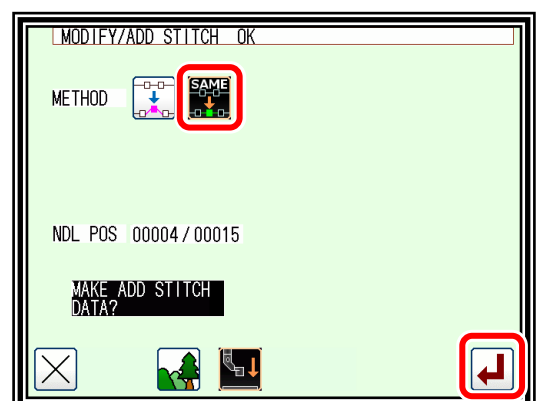 MODIFY/ADD STITCH OK
METHOD
SAME
NDL POS 00004/00015
MAKE ADD STITCH
DATA?